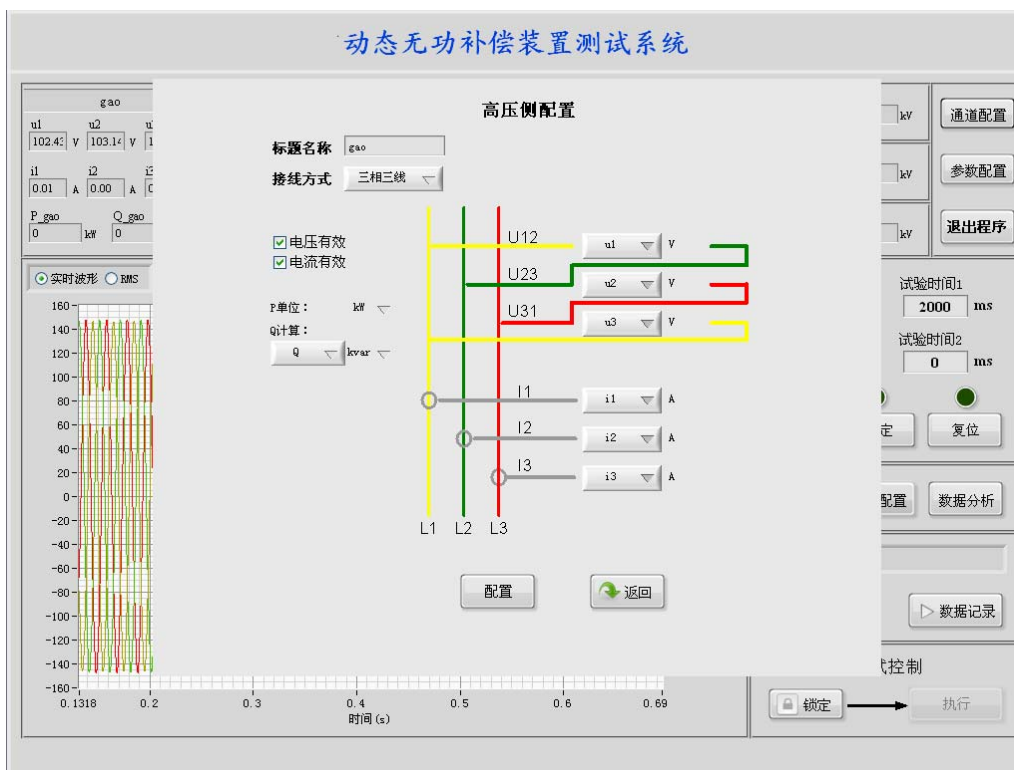 动态无功补偿装置测试系统
gao
u1 u2
102.43 V 103.14 V
i1 i2
0.01 A 0.00 A
P_gao Q_gao
0 kW 0
实时波形 RMS
160
140
120
100
80
60
40
20
0
-20
-40
-60
-80
-100
-120
-140
-160
0.1318 0.2 0.3 0.4 0.5 0.6 0.69
时间(s)
高压侧配置
标题名称 gao
接线方式 三相三线
电压有效
电流有效
P单位: kW
Q计算:
Q kvar
U12 u1 V
U23 u2 V
U31 u3 V
I1 i1 A
I2 i2 A
I3 i3 A
L1 L2 L3
配置 返回
kV 通道配置
kV 参数配置
kV 退出程序
试验时间1
2000 ms
试验时间2
0 ms
定 复位
配置 数据分析
数据记录
控制
锁定 执行